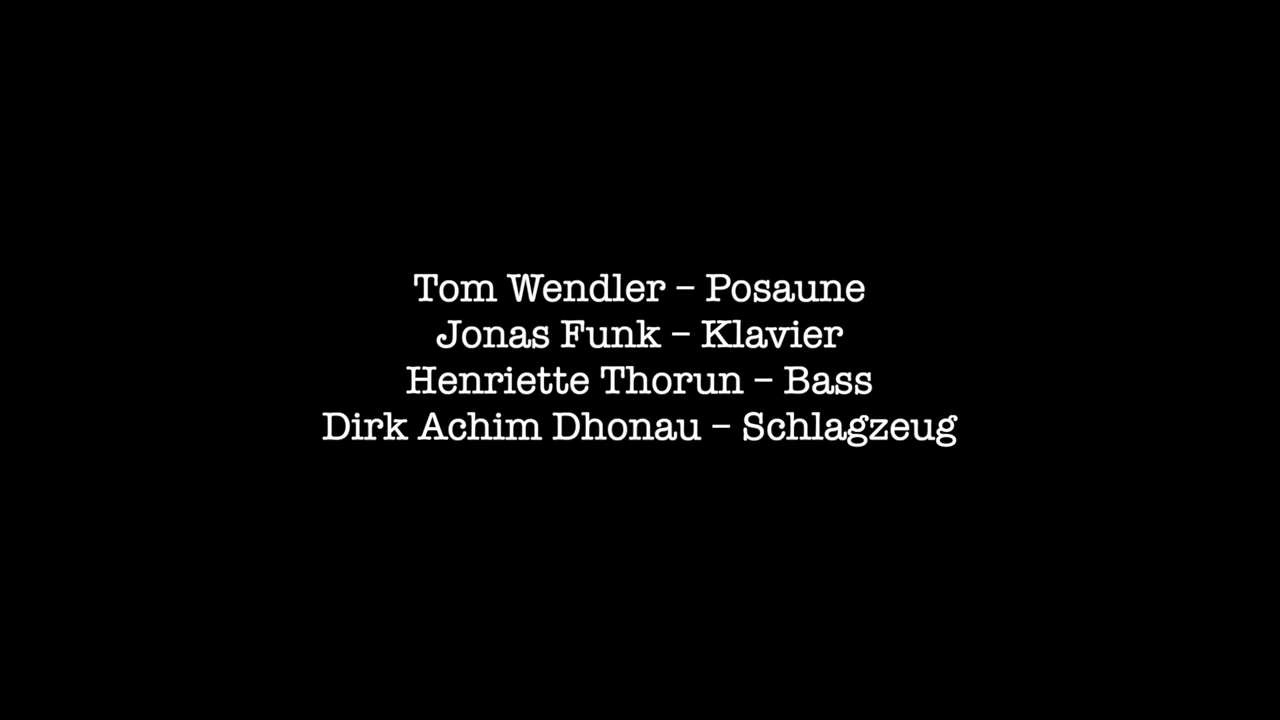 Tom Wendler – Posaune
Jonas Funk – Klavier
Henriette Thorun – Bass
Dirk Achim Dhonau – Schlagzeug